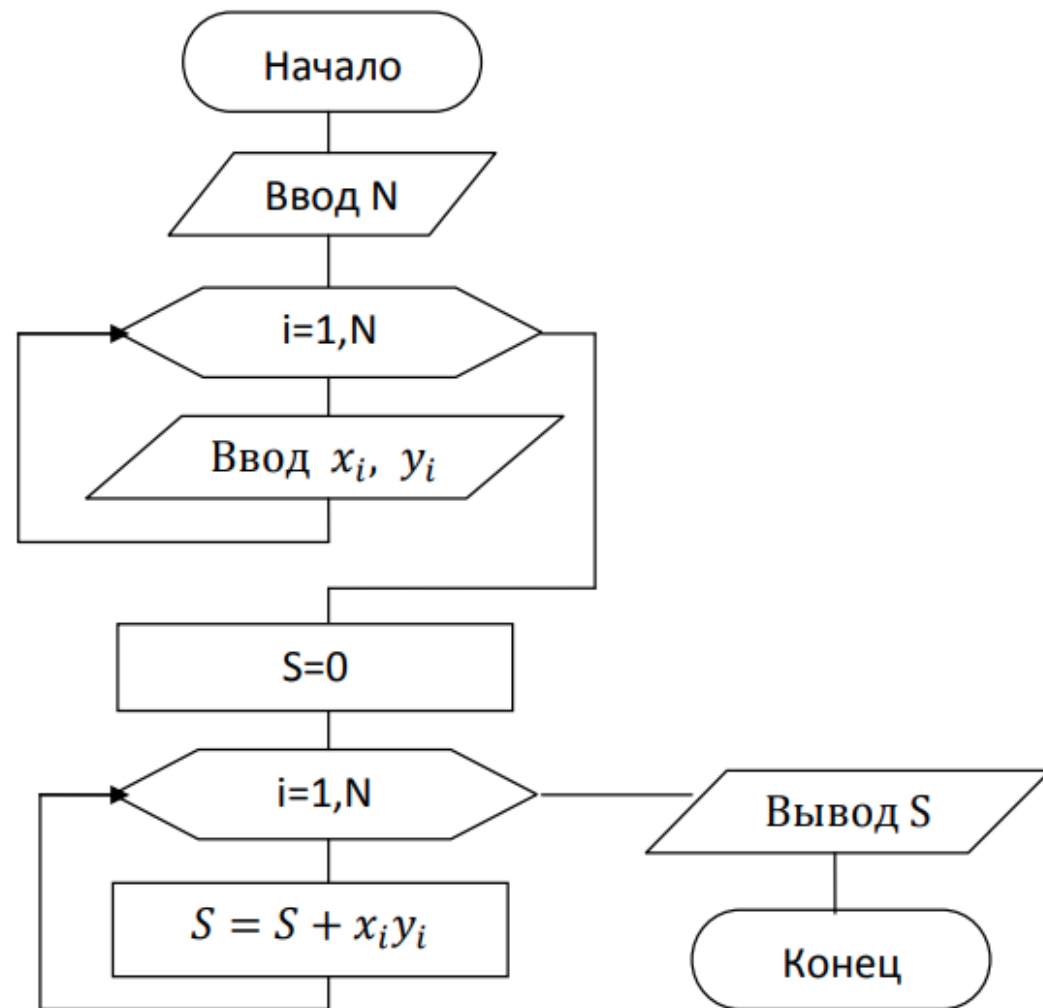 Начало
Ввод N
i=1,N
Ввод x_i, y_i
S=0
i=1,N
Вывод S
S = S + x_i y_i
Конец